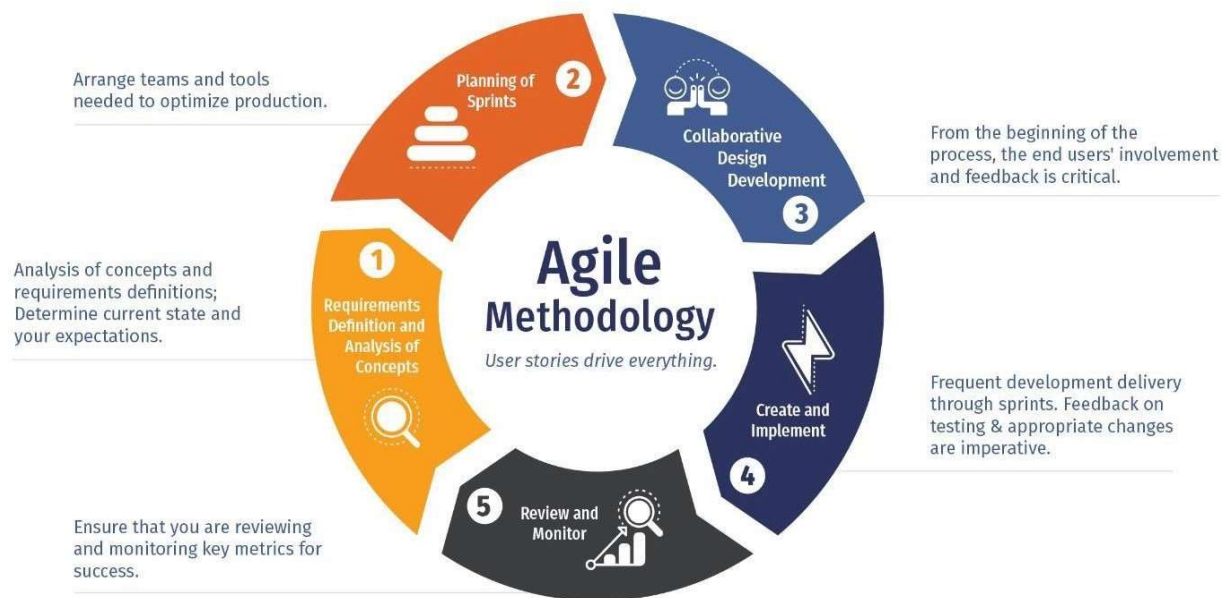 Agile
Methodology
User stories drive everything.
1
Requirements
Definition and
Analysis of
Concepts
Analysis of concepts and
requirements definitions;
Determine current state and
your expectations.
2
Planning of
Sprints
Arrange teams and tools
needed to optimize production.
Collaborative
Design
Development
3
From the beginning of the
process, the end users' involvement
and feedback is critical.
Create and
Implement
4
Frequent development delivery
through sprints. Feedback on
testing & appropriate changes
are imperative.
5
Review and
Monitor
Ensure that you are reviewing
and monitoring key metrics for
success.